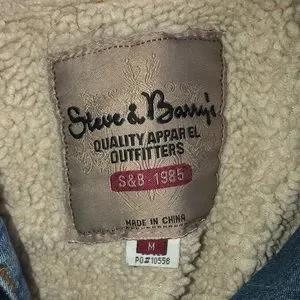 Steve & Barry's
QUALITY APPAREL
OUTFITTERS
S&B · 1985
MADE IN CHINA
M
PO#10556